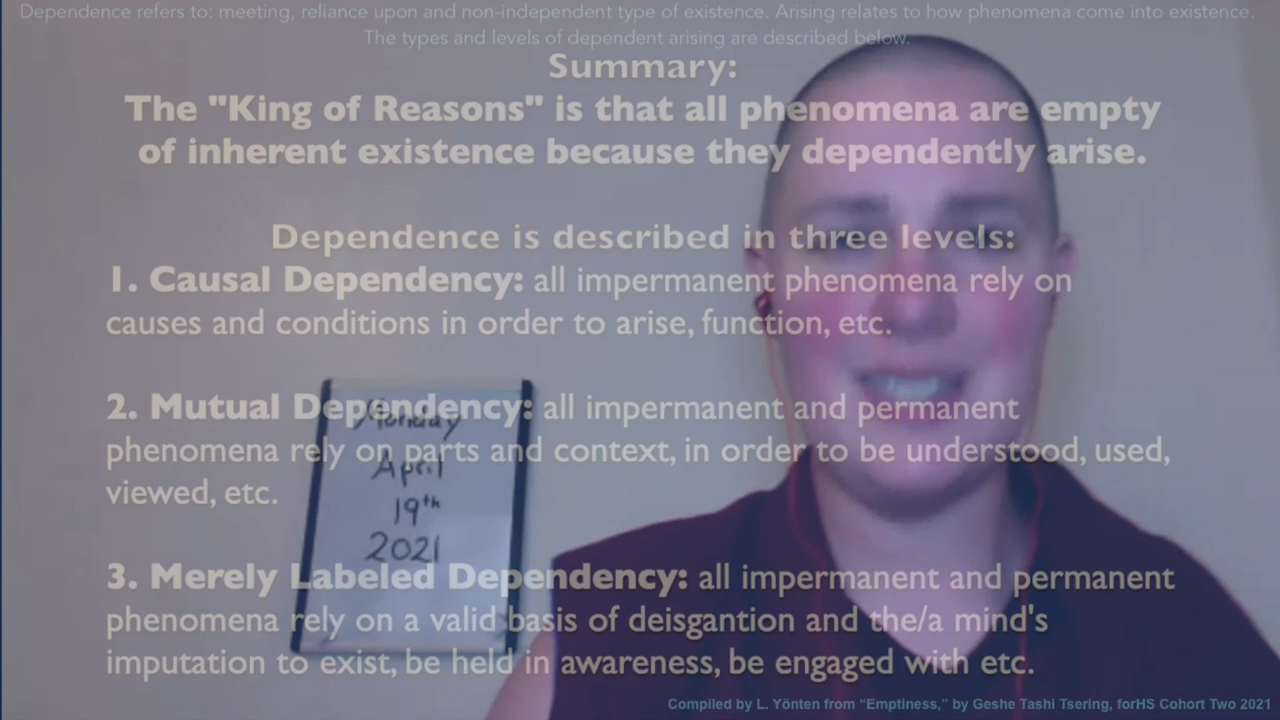 Dependence refers to: meeting, reliance upon and non-independent type of existence. Arising relates to how phenomena come into existence.
The types and levels of dependent arising are described below.
Summary:
The "King of Reasons" is that all phenomena are empty
of inherent existence because they dependently arise.
Dependence is described in three levels:
1. Causal Dependency: all impermanent phenomena rely on
causes and conditions in order to arise, function, etc.
2. Mutual Dependency: all impermanent and permanent
phenomena rely on parts and context, in order to be understood, used,
viewed, etc.
3. Merely Labeled Dependency: all impermanent and permanent
phenomena rely on a valid basis of deisgantion and the/a mind's
imputation to exist, be held in awareness, be engaged with etc.
Monday
April
19th
2021
Compiled by L. Yönten from “Emptiness,” by Geshe Tashi Tsering, forHS Cohort Two 2021